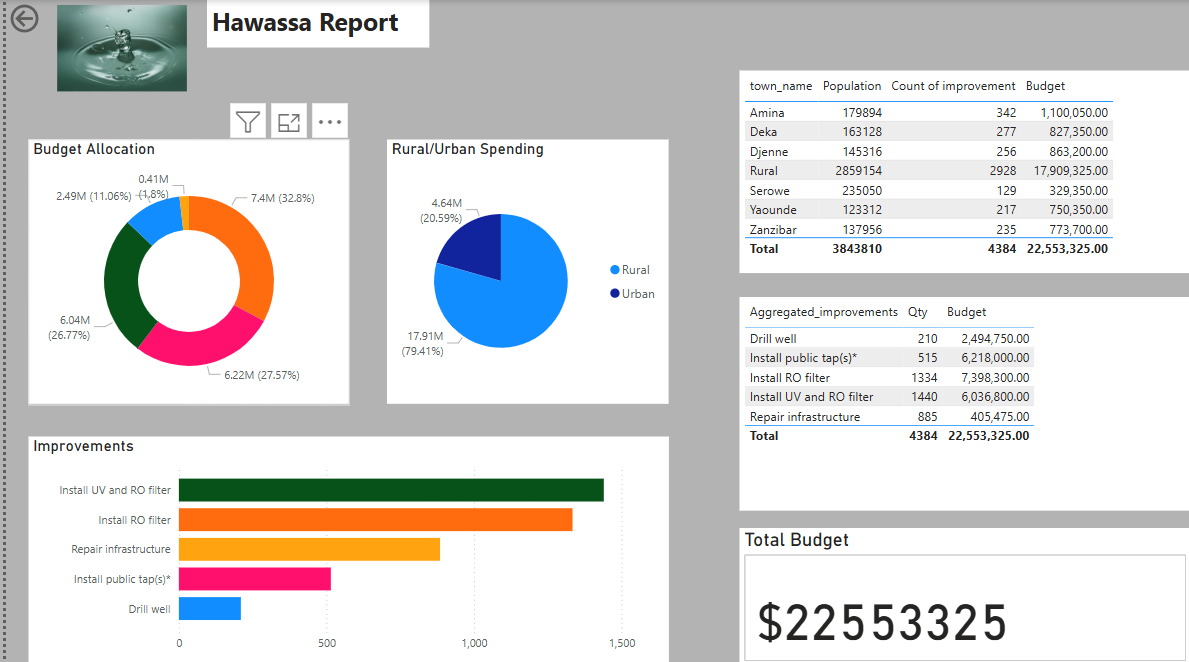 Hawassa Report
Budget Allocation
0.41M
(1.8%)
2.49M (11.06%)
7.4M (32.8%)
6.04M
(26.77%)
6.22M (27.57%)
Rural/Urban Spending
4.64M
(20.59%)
17.91M
(79.41%)
Rural
Urban
Improvements
Install UV and RO filter
Install RO filter
Repair infrastructure
Install public tap(s)*
Drill well
0 500 1,000 1,500
town_name Population Count of improvement Budget
Amina 179894 342 1,100,050.00
Deka 163128 277 827,350.00
Djenne 145316 256 863,200.00
Rural 2859154 2928 17,909,325.00
Serowe 235050 129 329,350.00
Yaounde 123312 217 750,350.00
Zanzibar 137956 235 773,700.00
Total 3843810 4384 22,553,325.00
Aggregated_improvements Qty Budget
Drill well 210 2,494,750.00
Install public tap(s)* 515 6,218,000.00
Install RO filter 1334 7,398,300.00
Install UV and RO filter 1440 6,036,800.00
Repair infrastructure 885 405,475.00
Total 4384 22,553,325.00
Total Budget
$22553325